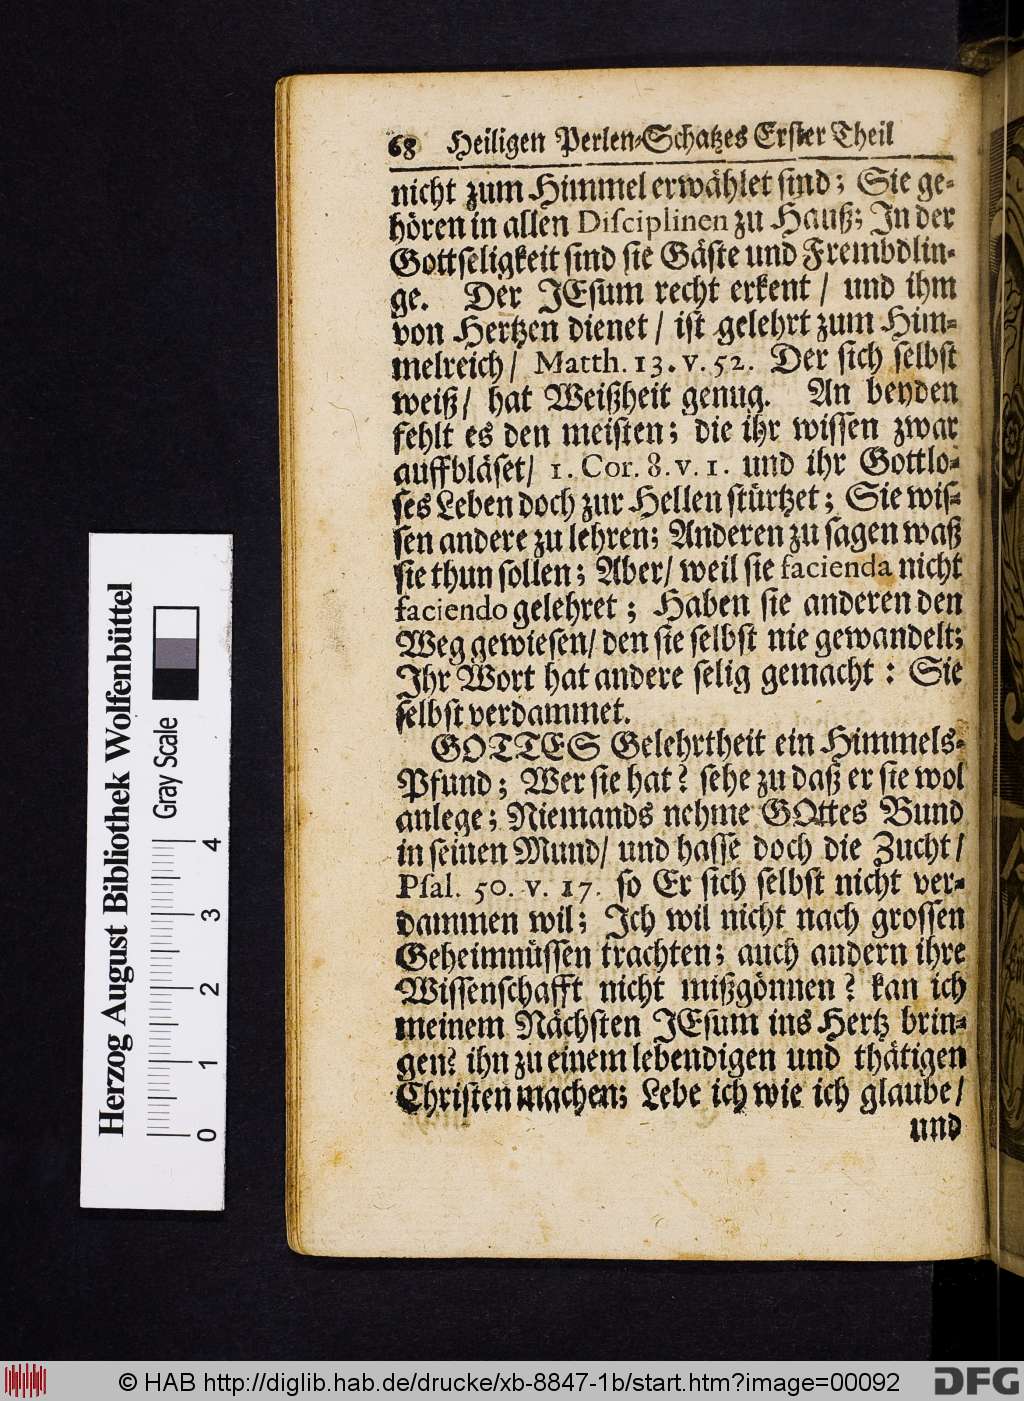 68 Heiligen Perlen-Schatzes Erster Theil
nicht zum Himmel erwählet sind; Sie ge-
hören in allen Disciplinen zu Hauß; In der
Gottseligkeit sind sie Gäste und Frembdlin-
ge. Der JEsum recht erkent / und ihm
von Hertzen dienet / ist gelehrt zum Him-
melreich / Matth. 13. v. 52. Der sich selbst
weiß / hat Weißheit genug. An beyden
fehlt es den meisten; die ihr wissen zwar
auffbläset / 1. Cor. 8. v. 1. und ihr Gottlo-
ses Leben doch zur Hellen stürtzet; Sie wis-
sen andere zu lehren; Anderen zu sagen waß
sie thun sollen; Aber / weil sie facienda nicht
faciendo gelehret; Haben sie anderen den
Weg gewiesen / den sie selbst nie gewandelt;
Ihr Wort hat andere selig gemacht: Sie
selbst verdammet.
GOTTES Gelehrtheit ein Himmels-
Pfund; Wer sie hat? sehe zu daß er sie wol
anlege; Niemands nehme GOttes Bund
in seinen Mund / und hasse doch die Zucht /
Psal. 50. v. 17. so Er sich selbst nicht ver-
dammen wil; Ich wil nicht nach grossen
Geheimnüssen trachten; auch andern ihre
Wissenschafft nicht mißgönnen? kan ich
meinem Nächsten JEsum ins Hertz brin-
gen? ihn zu einem lebendigen und thätigen
Christen machen; Lebe ich wie ich glaube /
und
Herzog August Bibliothek Wolfenbüttel
Gray Scale
0 1 2 3 4
© HAB http://diglib.hab.de/drucke/xb-8847-1b/start.htm?image=00092
DFG